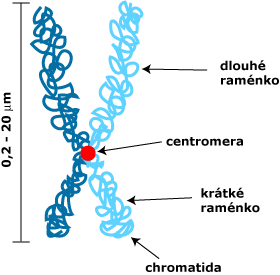 0,2 - 20 μm
dlouhé
raménko
centromera
krátké
raménko
chromatida